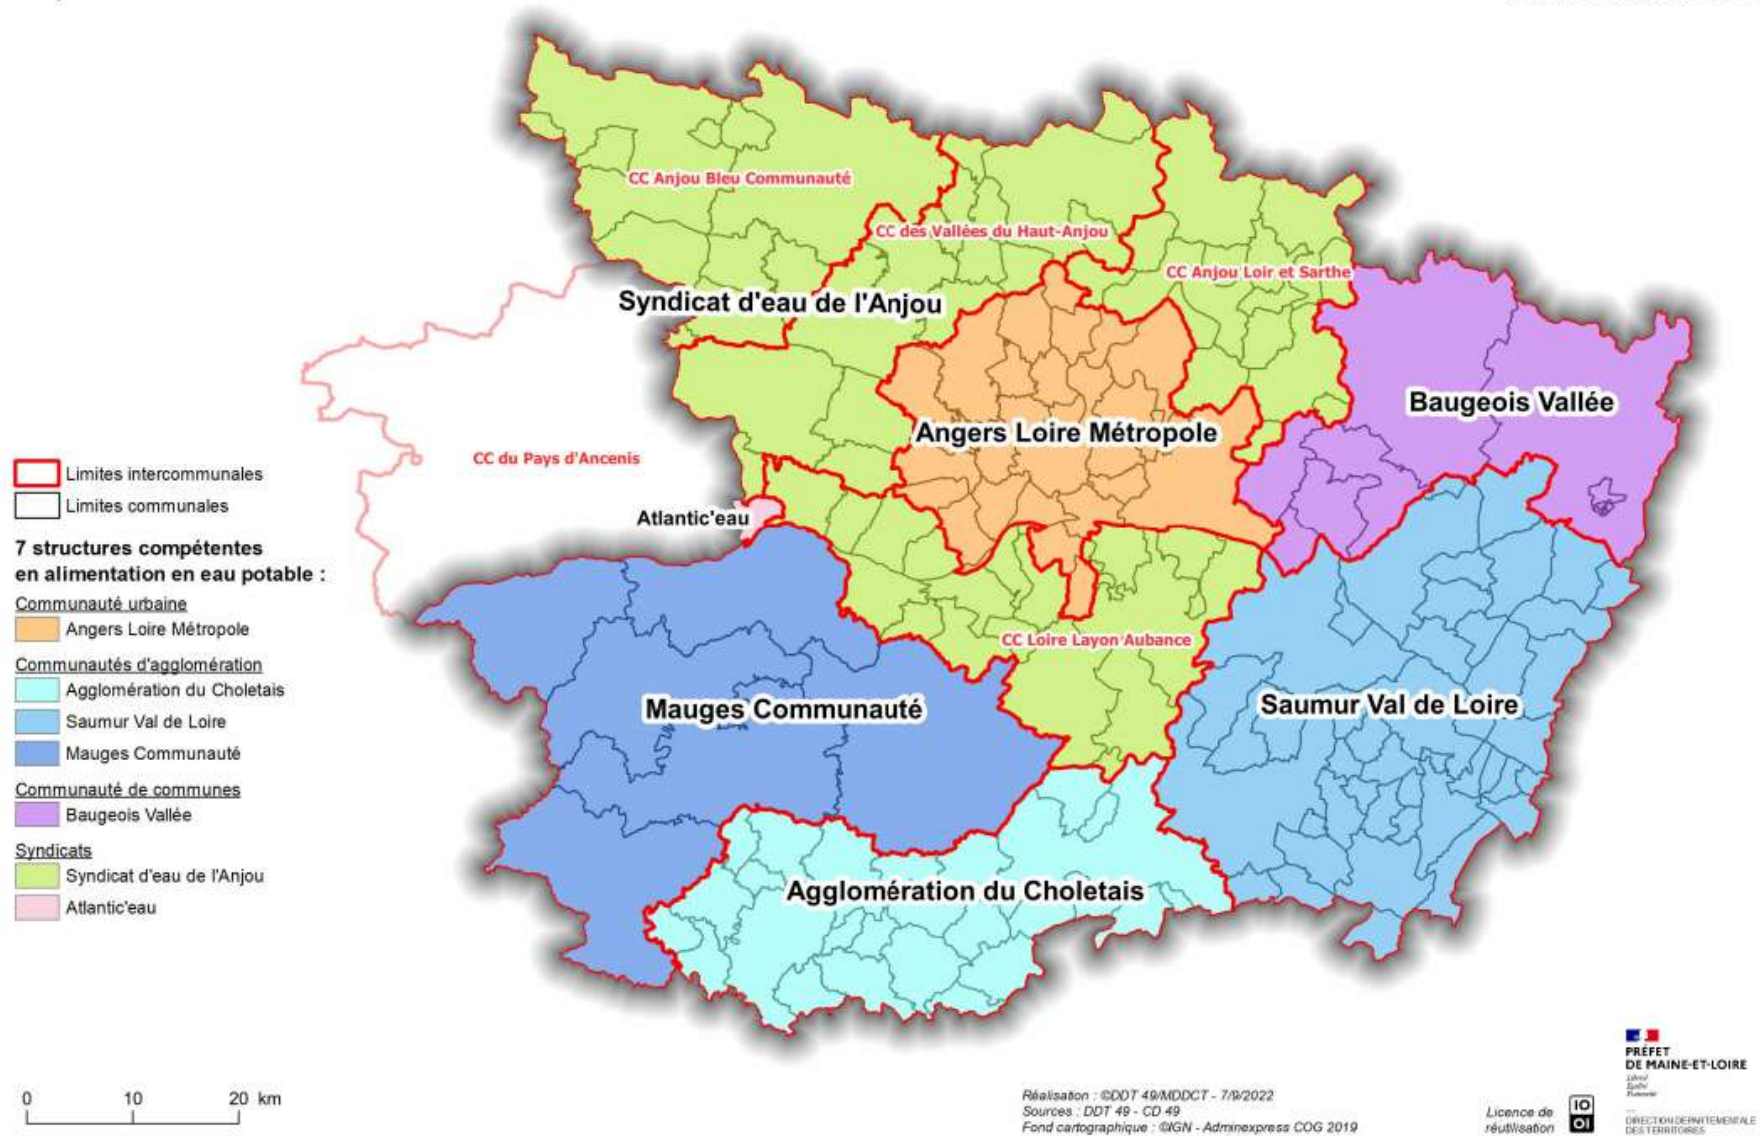 CC Anjou Bleu Communauté
CC des Vallées du Haut-Anjou
CC Anjou Loir et Sarthe
Syndicat d'eau de l'Anjou
Baugeois Vallée
Angers Loire Métropole
CC du Pays d'Ancenis
Atlantic'eau
CC Loire Layon Aubance
Mauges Communauté
Saumur Val de Loire
Agglomération du Choletais
Limites intercommunales
Limites communales
7 structures compétentes
en alimentation en eau potable :
Communauté urbaine
Angers Loire Métropole
Communautés d'agglomération
Agglomération du Choletais
Saumur Val de Loire
Mauges Communauté
Communauté de communes
Baugeois Vallée
Syndicats
Syndicat d'eau de l'Anjou
Atlantic'eau
0 10 20 km
Réalisation : ©DDT 49/MDDCT - 7/9/2022
Sources : DDT 49 - CD 49
Fond cartographique : ©IGN - Adminexpress COG 2019
Licence de
réutilisation
IO
OI
PRÉFET
DE MAINE-ET-LOIRE
DIRECTION DEPARTEMENTALE
DES TERRITOIRES